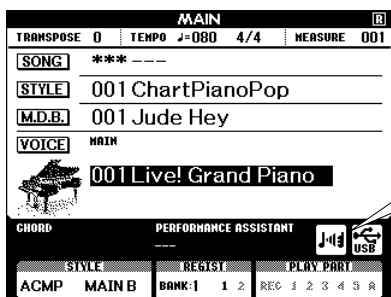 MAIN R
TRANSPOSE 0 TEMPO ♩=080 4/4 MEASURE 001
SONG *** ---
STYLE 001 ChartPianoPop
M.D.B. 001 Jude Hey
VOICE MAIN
001 Live! Grand Piano
CHORD PERFORMANCE ASSISTANT
---
USB
STYLE REGIST PLAY PART
ACMP MAIN B BANK:1 1 2 REC 1 2 3 4 5 A